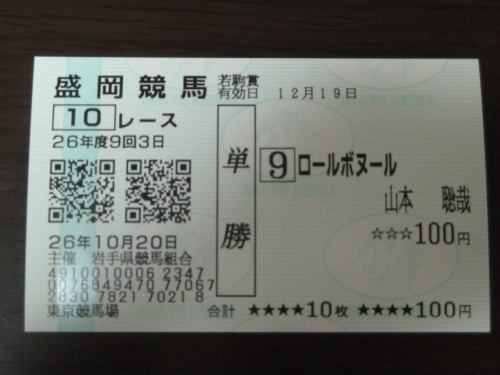 盛岡競馬 若駒賞
有効日 12月19日
10 レース
26年度9回3日
単勝
9 ロールボヌール
山本 聡哉
☆☆☆100円
26年10月20日
主催 岩手県競馬組合
4910010006 2347
0076849470 77067
2830 7821 7021 8
東京競馬場
合計 ★★★★10枚 ★★★★100円